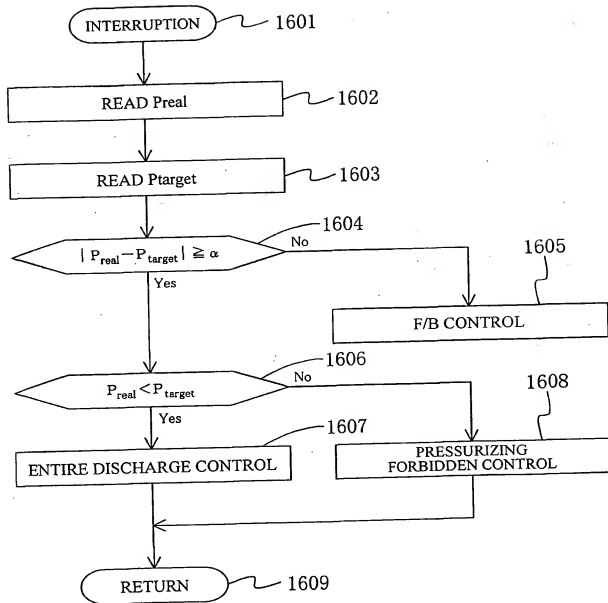 INTERRUPTION
1601
READ Preal
1602
READ Ptarget
1603
1604
| Preal−Ptarget | ≧ α
No
1605
Yes
F/B CONTROL
1606
Preal<Ptarget
No
1608
Yes
1607
ENTIRE DISCHARGE CONTROL
PRESSURIZING
FORBIDDEN CONTROL
RETURN
1609